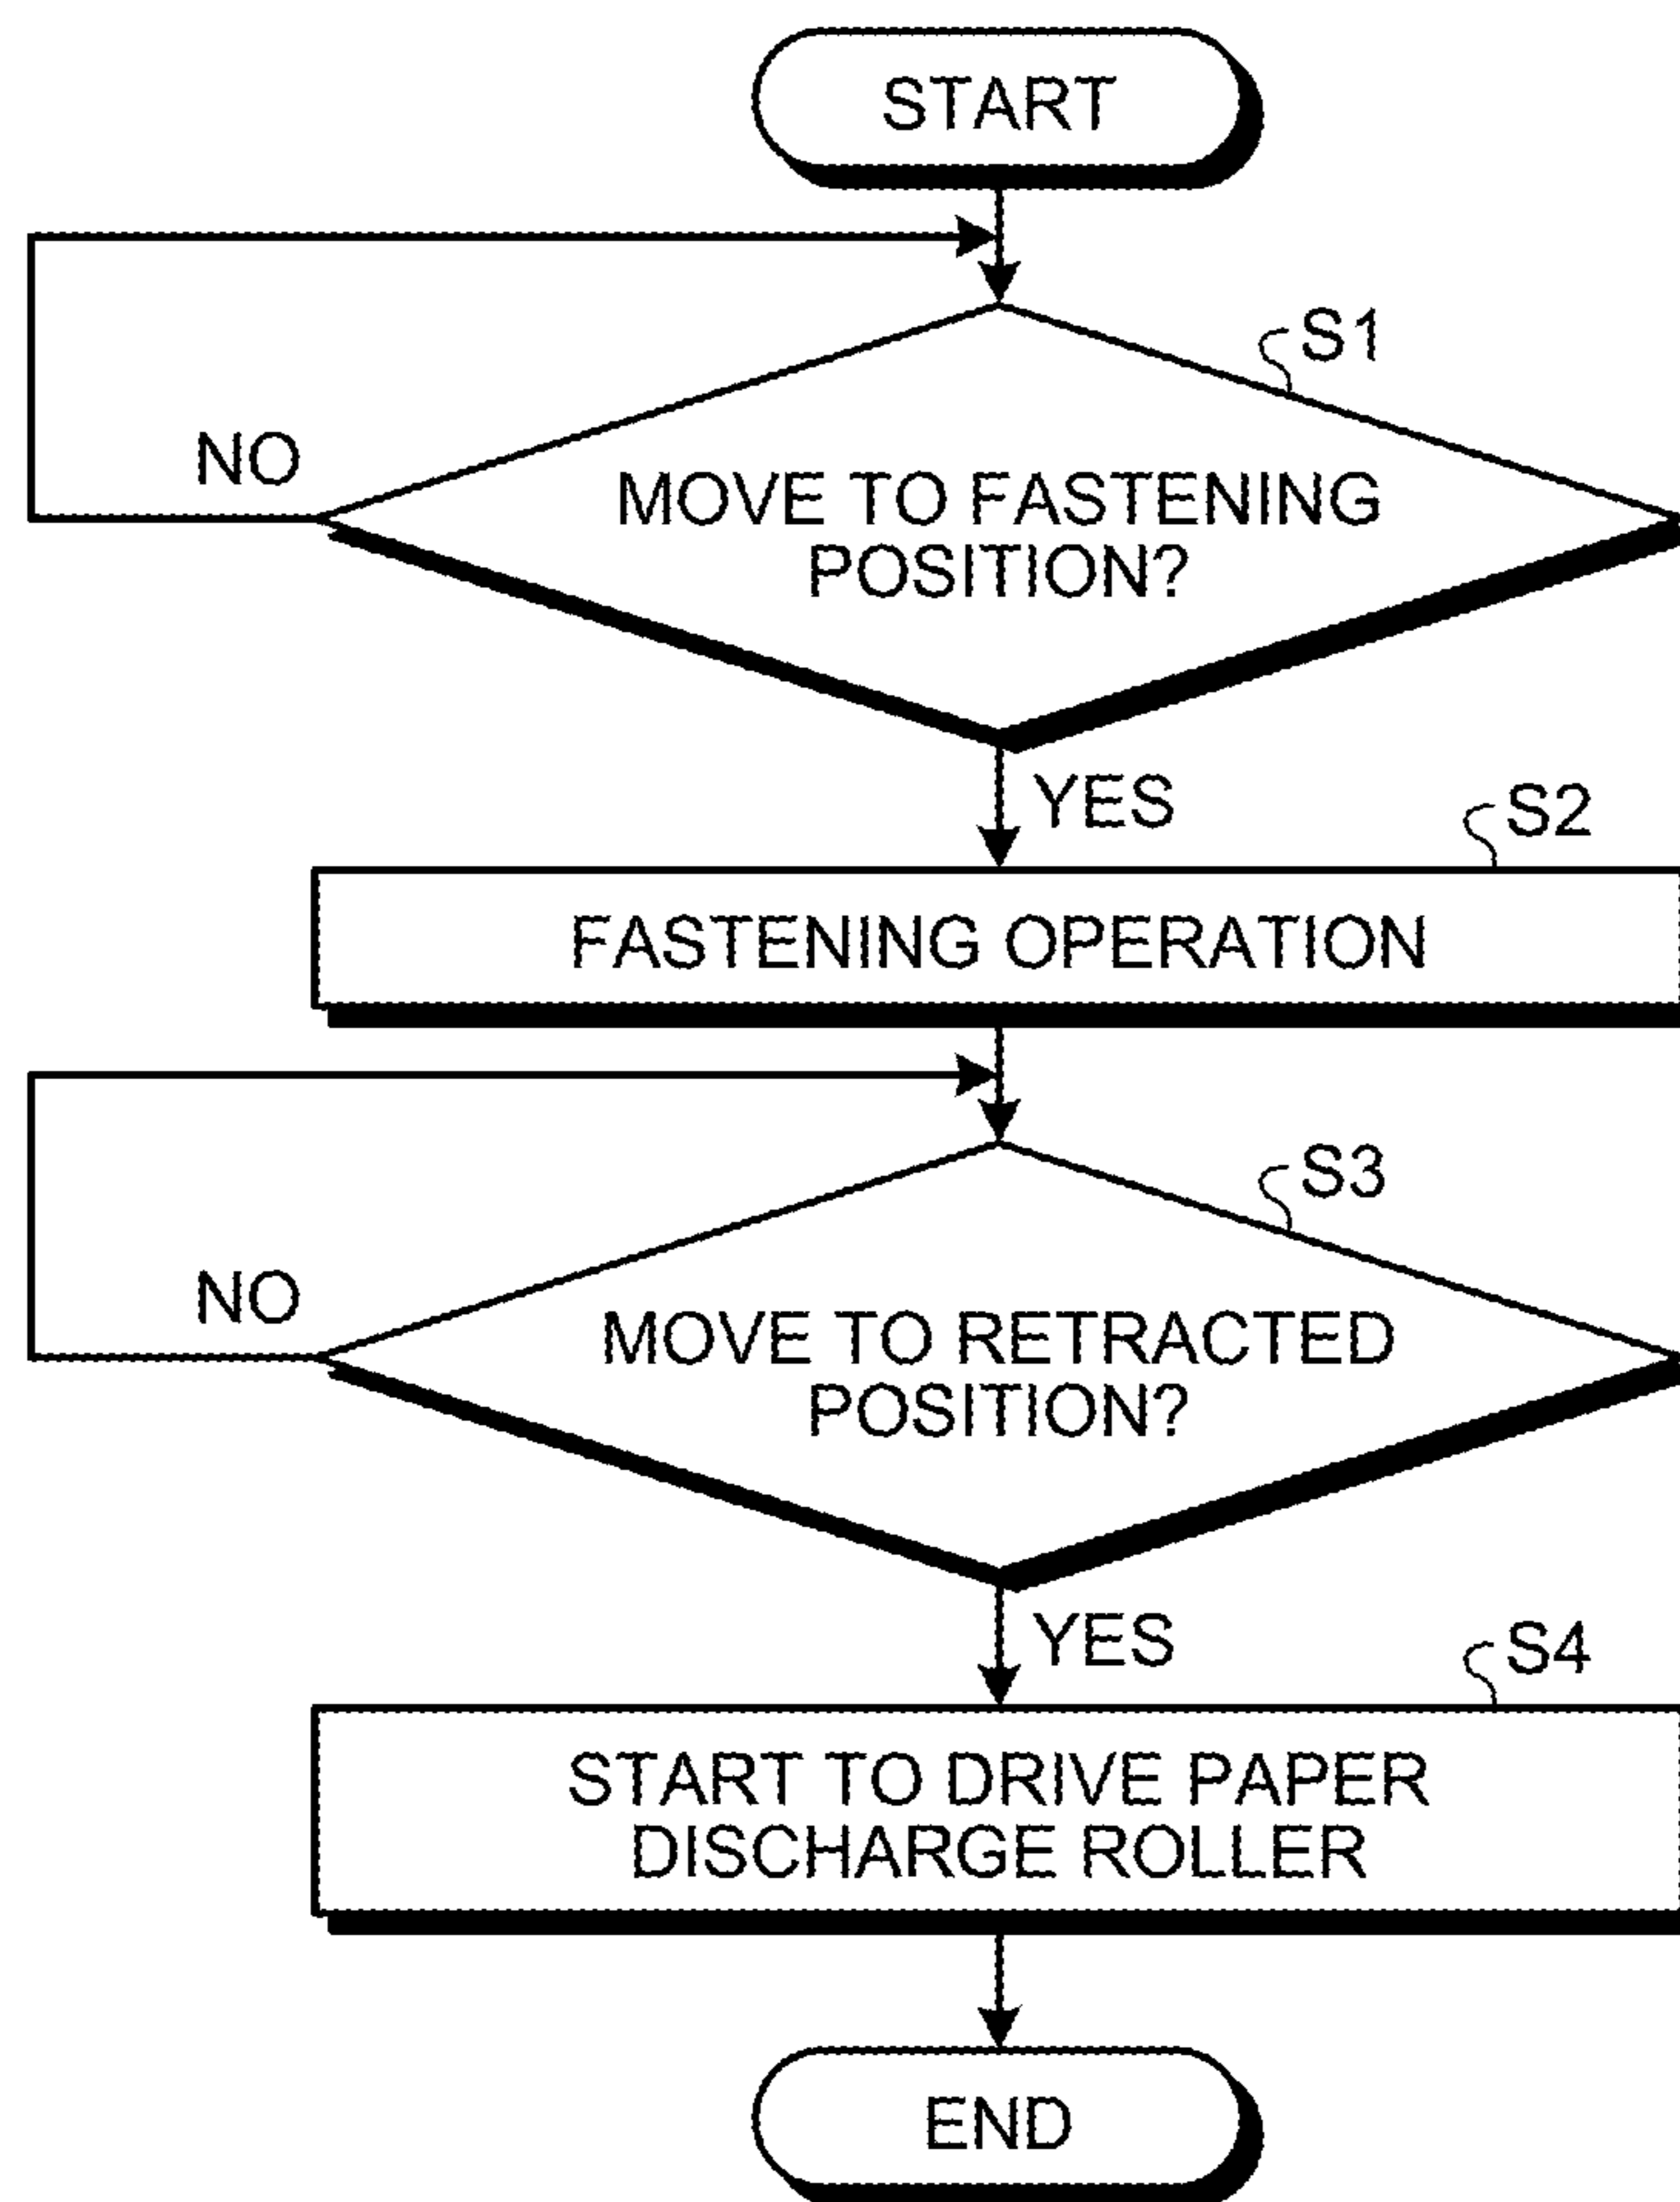 START
S1
NO
MOVE TO FASTENING
POSITION?
YES
S2
FASTENING OPERATION
S3
NO
MOVE TO RETRACTED
POSITION?
YES
S4
START TO DRIVE PAPER
DISCHARGE ROLLER
END